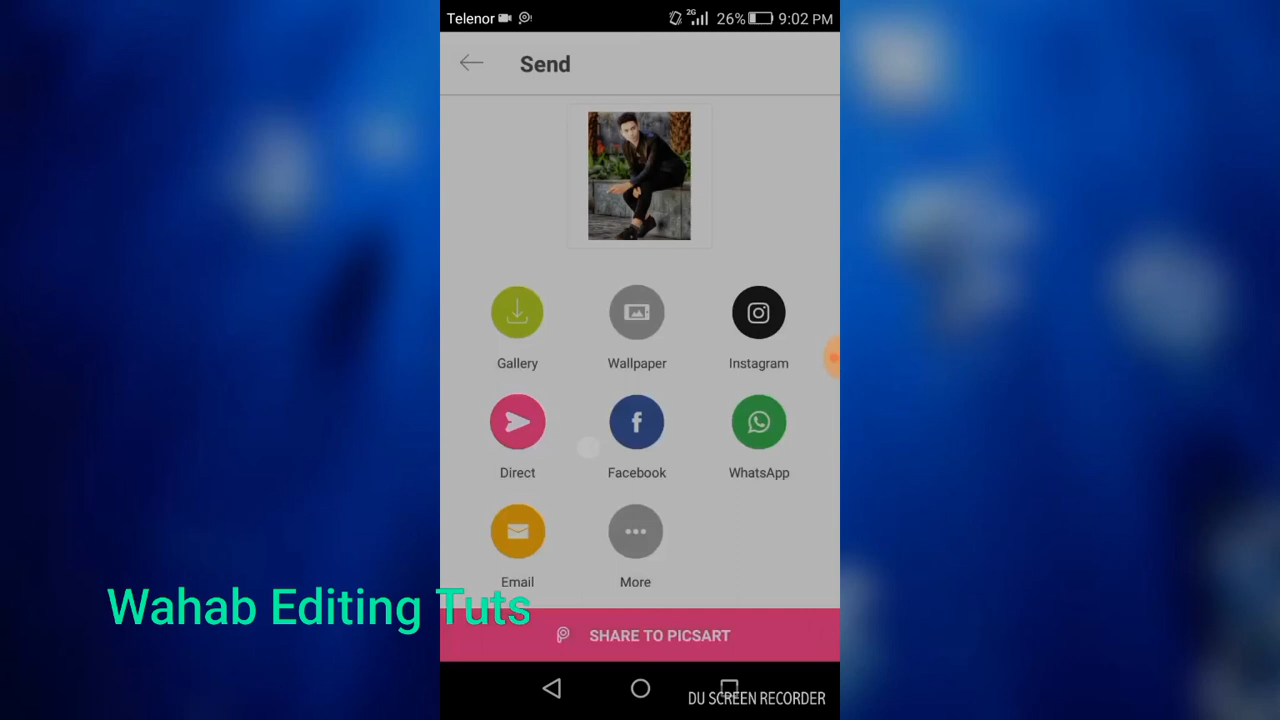 Telenor 2G 26% 9:02 PM
Send
Gallery Wallpaper Instagram
Direct Facebook WhatsApp
Email More
Wahab Editing Tuts
SHARE TO PICSART
DU SCREEN RECORDER